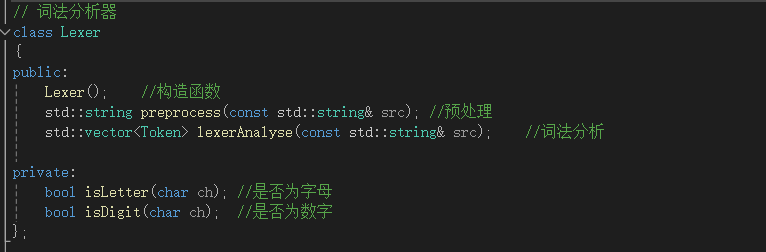 // 词法分析器
class Lexer
{
public:
Lexer();    //构造函数
std::string preprocess(const std::string& src); //预处理
std::vector<Token> lexerAnalyse(const std::string& src);    //词法分析
private:
bool isLetter(char ch); //是否为字母
bool isDigit(char ch);  //是否为数字
};